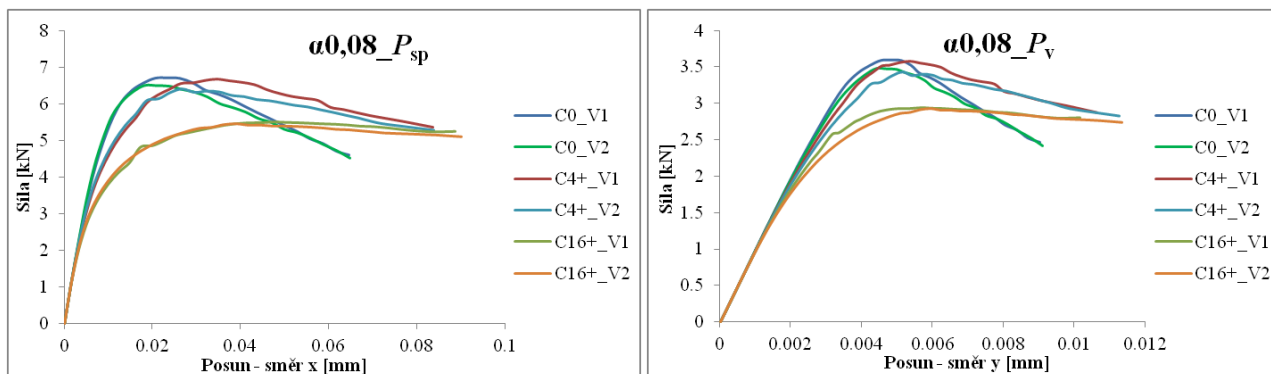 α0,08_Psp
Síla [kN]
8
7
6
5
4
3
2
1
0
0
0.02
0.04
0.06
0.08
0.1
Posun - směr x [mm]
C0_V1
C0_V2
C4+_V1
C4+_V2
C16+_V1
C16+_V2
α0,08_Pv
Síla [kN]
4
3.5
3
2.5
2
1.5
1
0.5
0
0
0.002
0.004
0.006
0.008
0.01
0.012
Posun - směr y [mm]
C0_V1
C0_V2
C4+_V1
C4+_V2
C16+_V1
C16+_V2